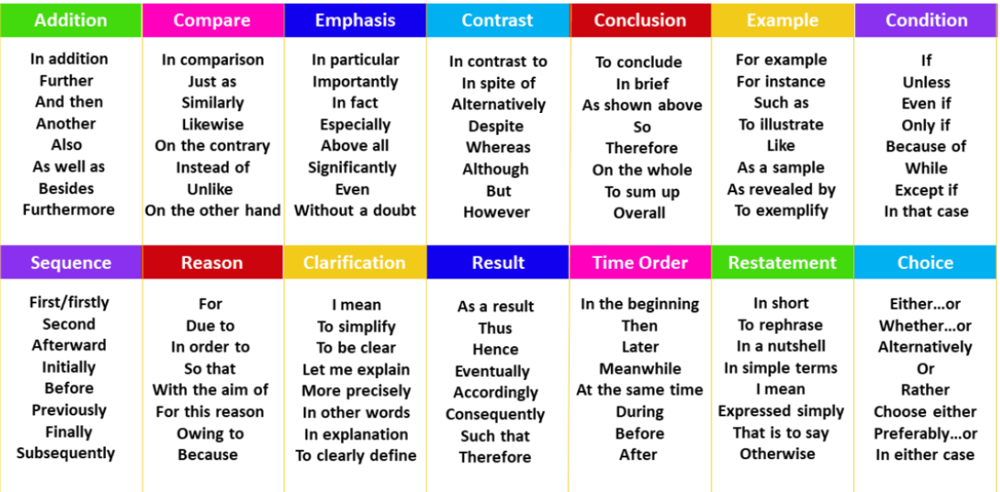 Addition
In addition
Further
And then
Another
Also
As well as
Besides
Furthermore
Compare
In comparison
Just as
Similarly
Likewise
On the contrary
Instead of
Unlike
On the other hand
Emphasis
In particular
Importantly
In fact
Especially
Above all
Significantly
Even
Without a doubt
Contrast
In contrast to
In spite of
Alternatively
Despite
Whereas
Although
But
However
Conclusion
To conclude
In brief
As shown above
So
Therefore
On the whole
To sum up
Overall
Example
For example
For instance
Such as
To illustrate
Like
As a sample
As revealed by
To exemplify
Condition
If
Unless
Even if
Only if
Because of
While
Except if
In that case
Sequence
First/firstly
Second
Afterward
Initially
Before
Previously
Finally
Subsequently
Reason
For
Due to
In order to
So that
With the aim of
For this reason
Owing to
Because
Clarification
I mean
To simplify
To be clear
Let me explain
More precisely
In other words
In explanation
To clearly define
Result
As a result
Thus
Hence
Eventually
Accordingly
Consequently
Such that
Therefore
Time Order
In the beginning
Then
Later
Meanwhile
At the same time
During
Before
After
Restatement
In short
To rephrase
In a nutshell
In simple terms
I mean
Expressed simply
That is to say
Otherwise
Choice
Either...or
Whether...or
Alternatively
Or
Rather
Choose either
Preferably...or
In either case